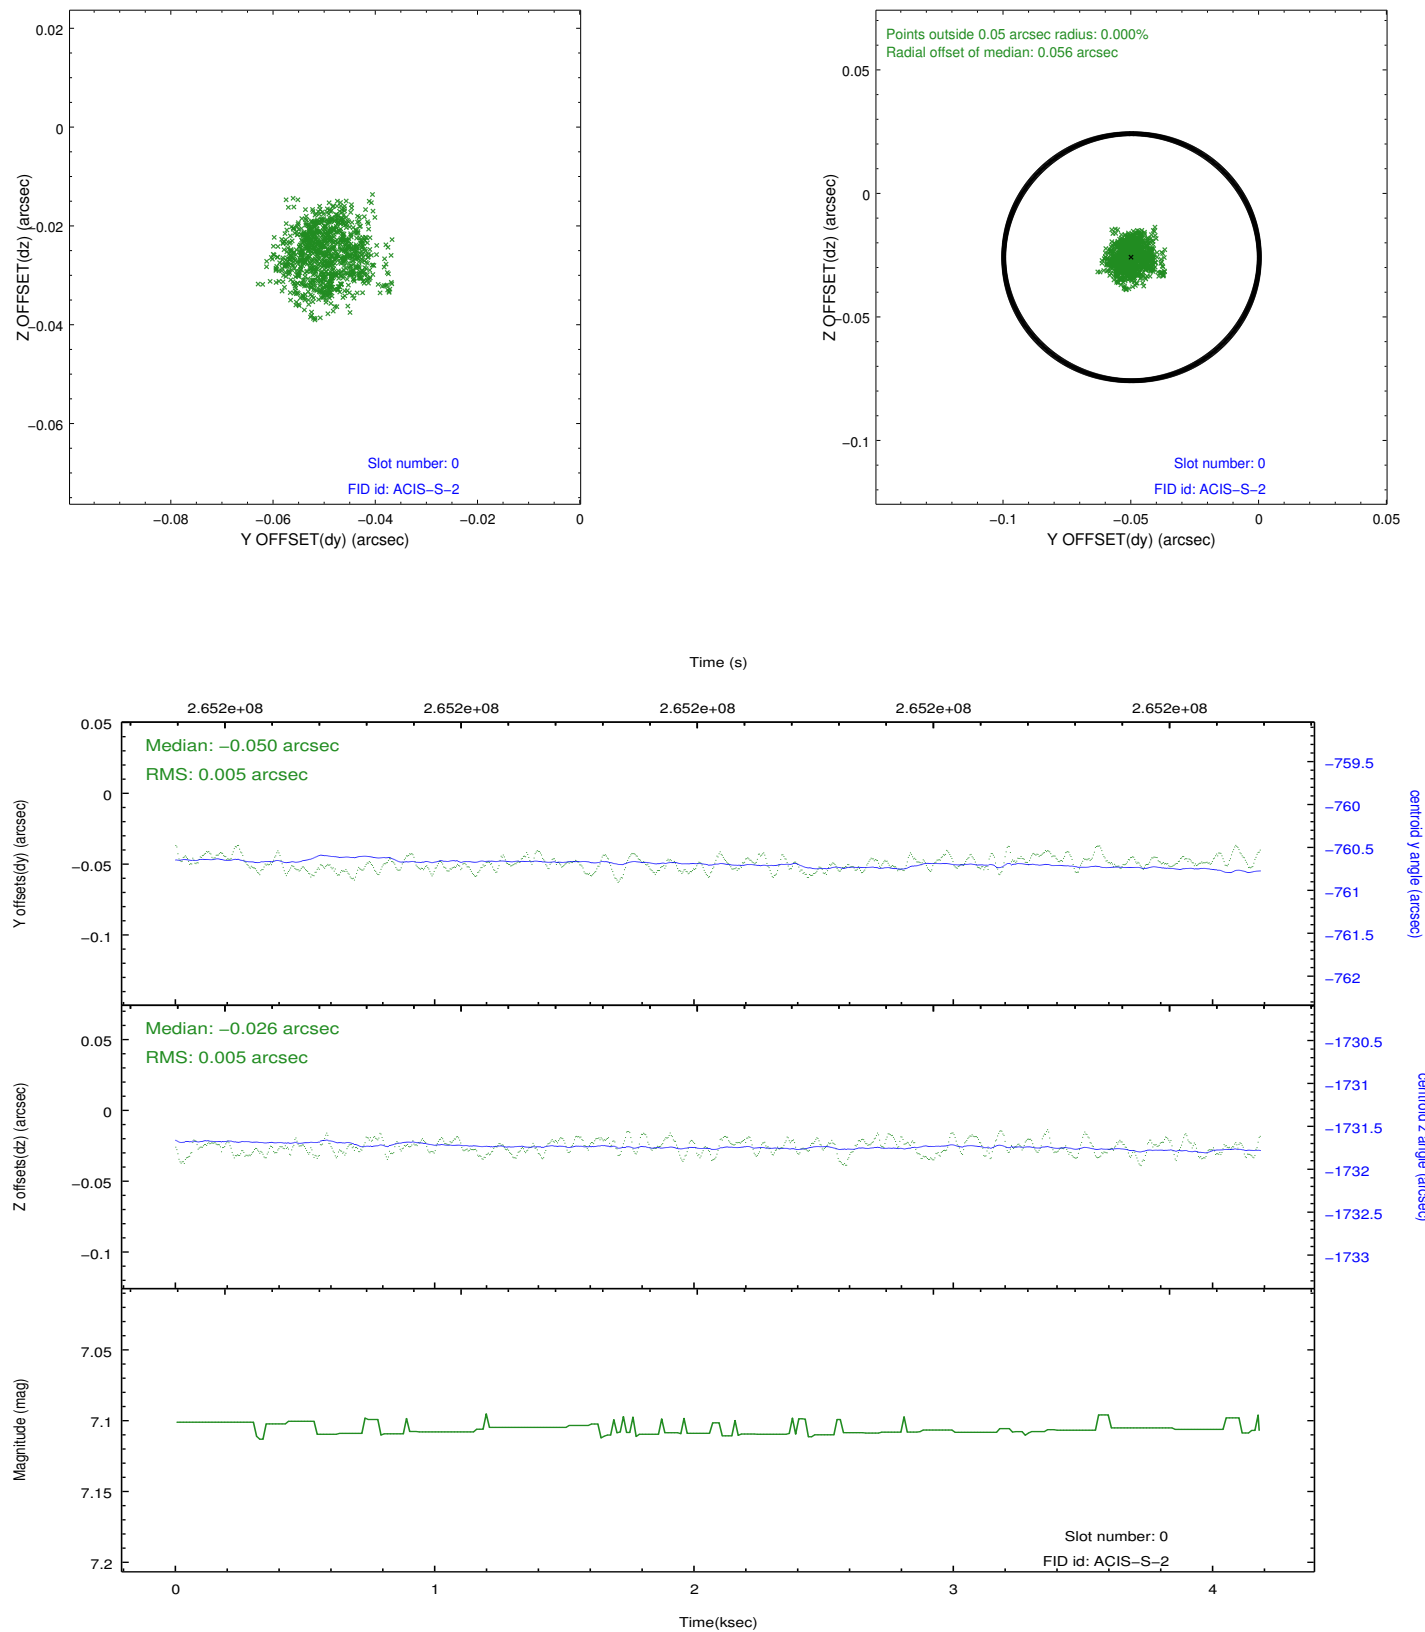 0.02
0
-0.02
-0.04
-0.06
Z OFFSET(dz) (arcsec)
Slot number: 0
FID id: ACIS-S-2
-0.08
-0.06
-0.04
-0.02
0
Y OFFSET(dy) (arcsec)
Points outside 0.05 arcsec radius: 0.000%
Radial offset of median: 0.056 arcsec
0.05
0
-0.05
-0.1
Z OFFSET(dz) (arcsec)
Slot number: 0
FID id: ACIS-S-2
-0.1
-0.05
0
0.05
Y OFFSET(dy) (arcsec)
Time (s)
2.652e+08
2.652e+08
2.652e+08
2.652e+08
2.652e+08
Median: -0.050 arcsec
RMS: 0.005 arcsec
0.05
0
-0.05
-0.1
Y offsets(dy) (arcsec)
-759.5
-760
-760.5
-761
-761.5
-762
centroid y angle (arcsec)
Median: -0.026 arcsec
RMS: 0.005 arcsec
0.05
0
-0.05
-0.1
Z offsets(dz) (arcsec)
-1730.5
-1731
-1731.5
-1732
-1732.5
-1733
centroid z angle (arcsec)
7.05
7.1
7.15
7.2
Magnitude (mag)
Slot number: 0
FID id: ACIS-S-2
0
1
2
3
4
Time(ksec)